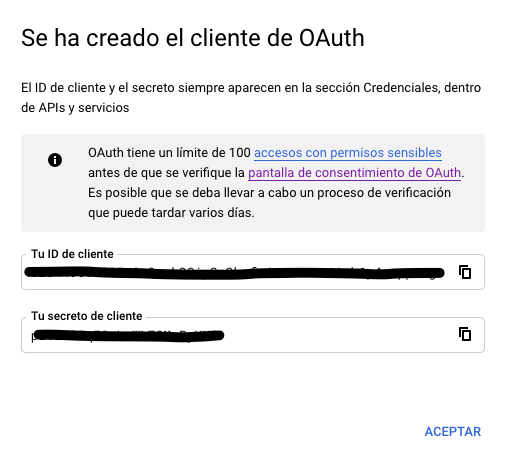 Se ha creado el cliente de OAuth
El ID de cliente y el secreto siempre aparecen en la sección Credenciales, dentro
de APIs y servicios
OAuth tiene un límite de 100 accesos con permisos sensibles
antes de que se verifique la pantalla de consentimiento de OAuth.
Es posible que se deba llevar a cabo un proceso de verificación
que puede tardar varios días.
Tu ID de cliente
Tu secreto de cliente
ACEPTAR